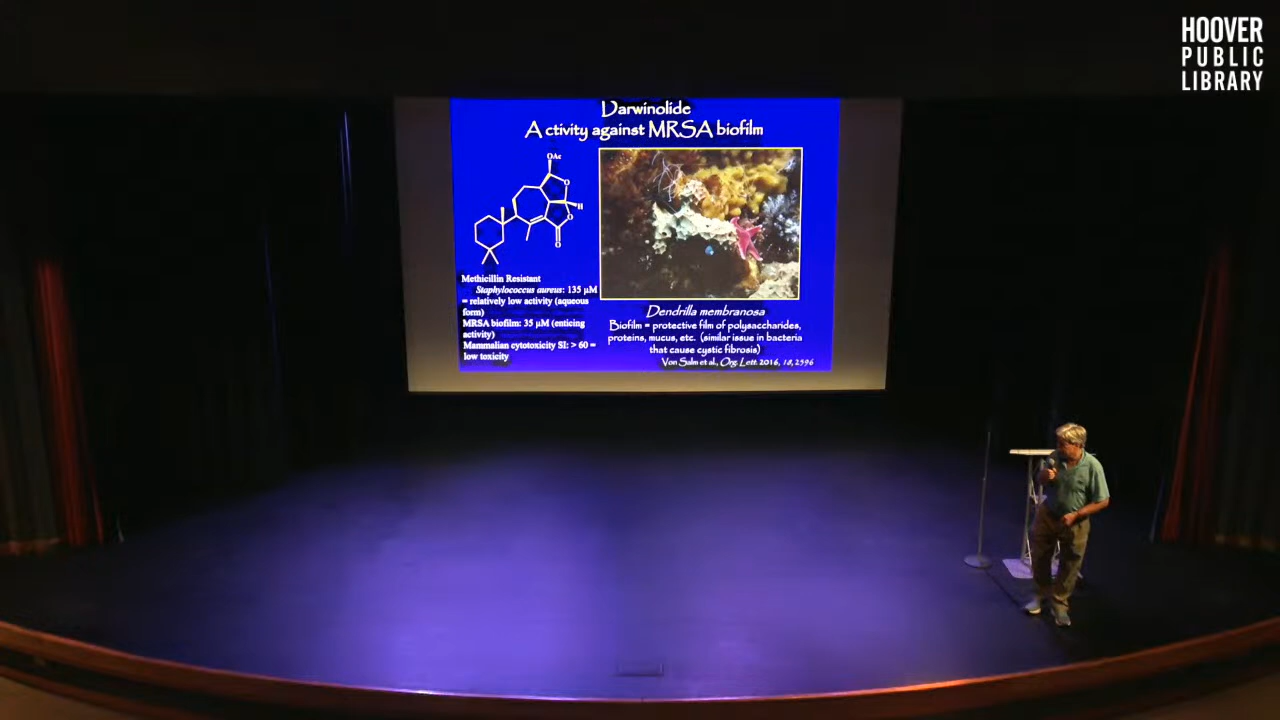 HOOVER
PUBLIC
LIBRARY
Darwinolide
A ctivity against MRSA biofilm
OAc
O
H
O
O
Methicillin Resistant
Staphylococcus aureus: 135 µM
= relatively low activity (aqueous
form)
MRSA biofilm: 35 µM (enticing
activity)
Mammalian cytotoxicity SI: > 60 =
low toxicity
Dendrilla membranosa
Biofilm = protective film of polysaccharides,
proteins, mucus, etc. (similar issue in bacteria
that cause cystic fibrosis)
Von Salm et al., Org. Lett. 2016, 18, 2596